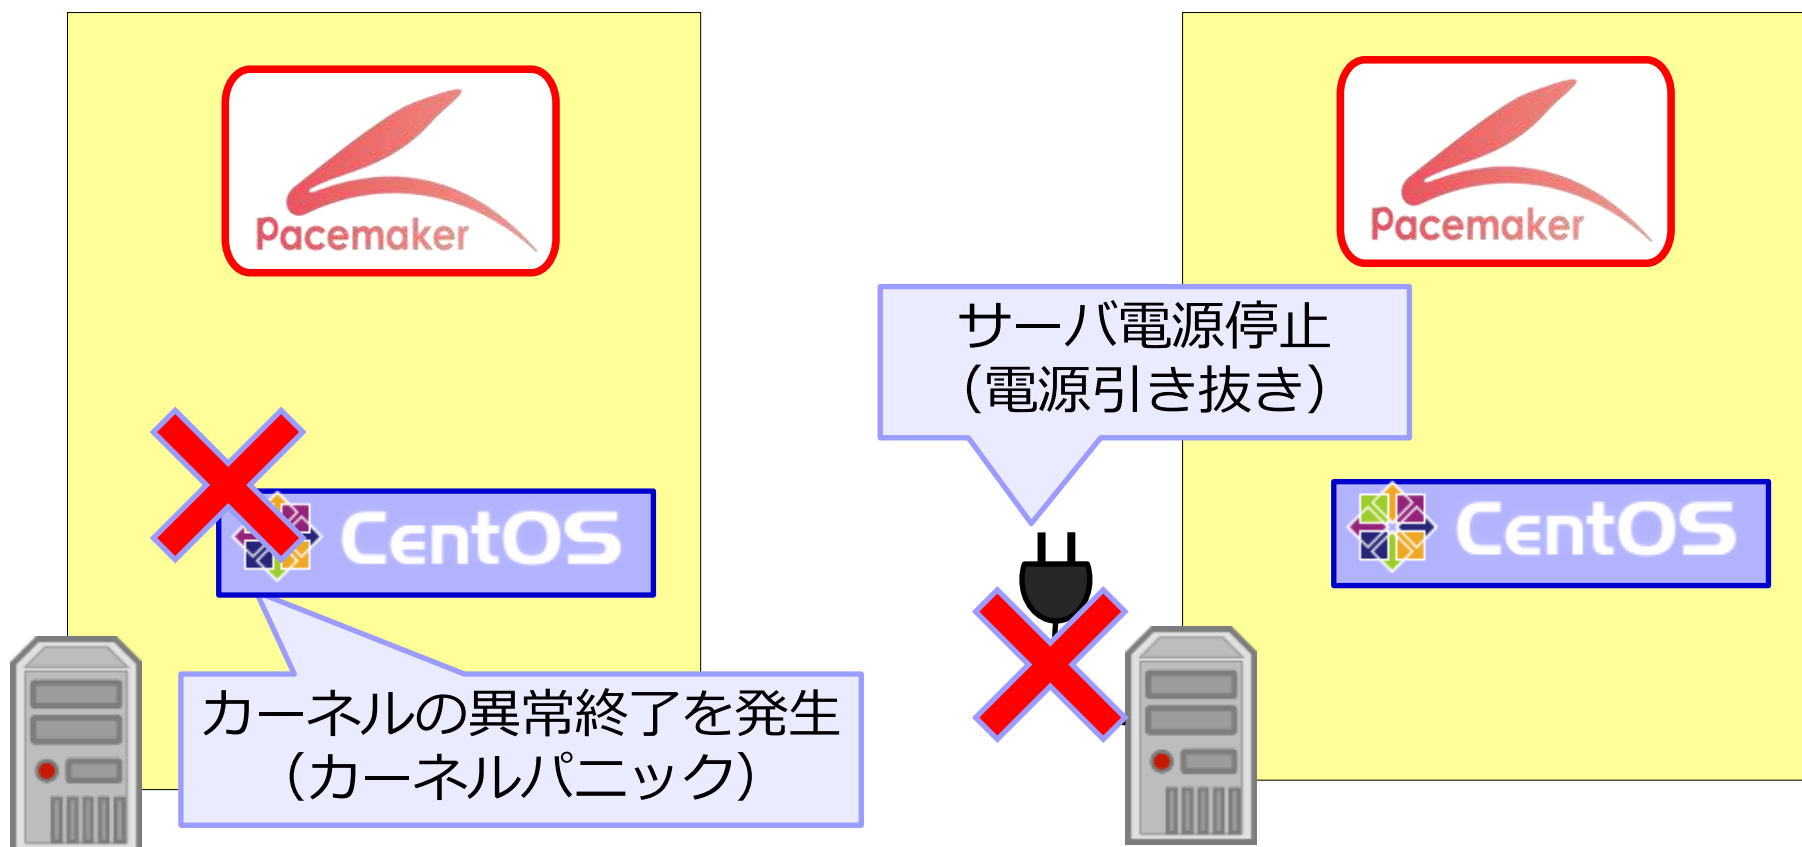 Pacemaker
CentOS
カーネルの異常終了を発生
（カーネルパニック）
Pacemaker
サーバ電源停止
（電源引き抜き）
CentOS